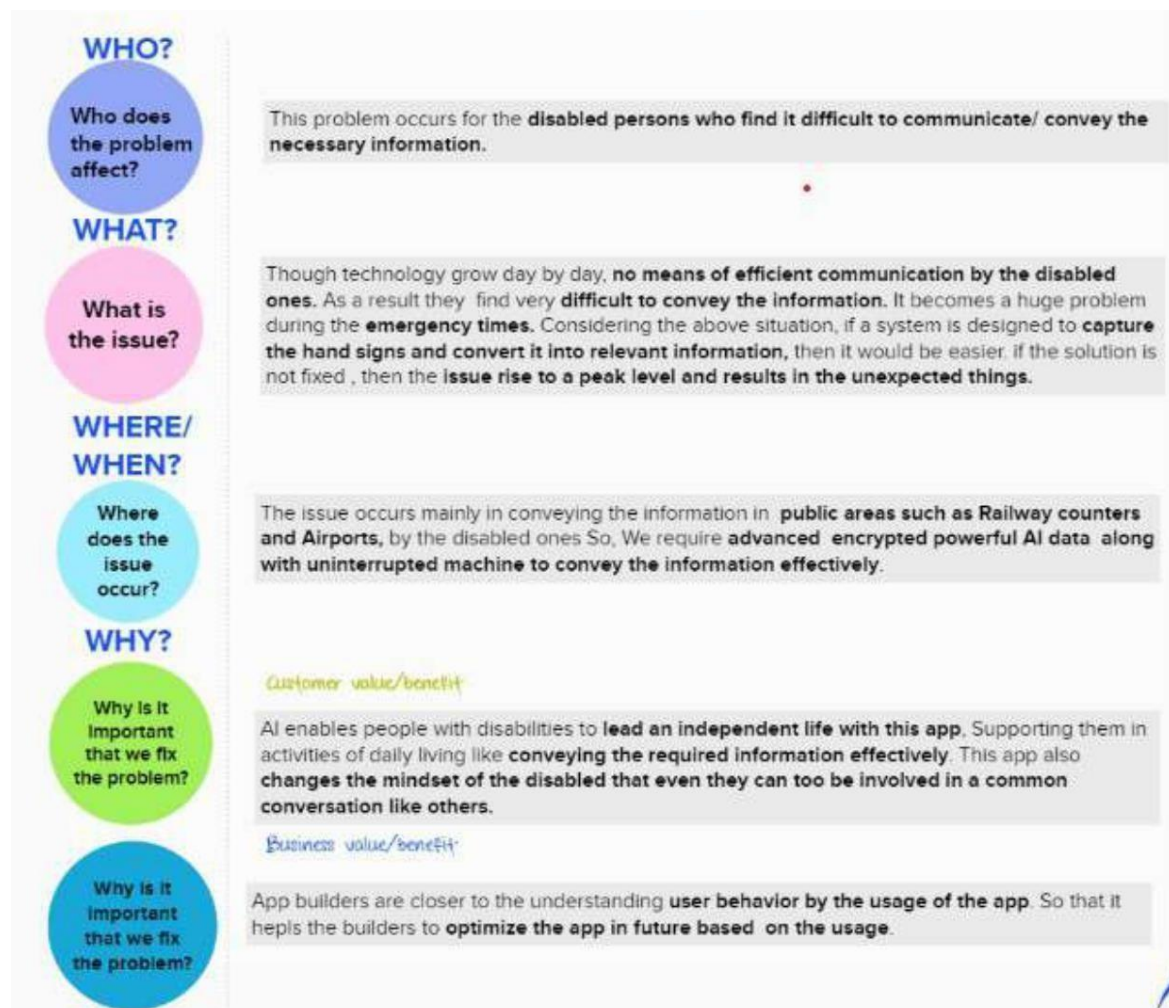 WHO?
Who does
the problem
affect?
This problem occurs for the disabled persons who find it difficult to communicate/ convey the
necessary information.
WHAT?
What is
the issue?
Though technology grow day by day, no means of efficient communication by the disabled
ones. As a result they find very difficult to convey the information. It becomes a huge problem
during the emergency times. Considering the above situation, if a system is designed to capture
the hand signs and convert it into relevant information, then it would be easier. if the solution is
not fixed , then the issue rise to a peak level and results in the unexpected things.
WHERE/
WHEN?
Where
does the
issue
occur?
The issue occurs mainly in conveying the information in public areas such as Railway counters
and Airports, by the disabled ones So, We require advanced encrypted powerful AI data along
with uninterrupted machine to convey the information effectively.
WHY?
Why is it
important
that we fix
the problem?
Customer value/benefit
AI enables people with disabilities to lead an independent life with this app, Supporting them in
activities of daily living like conveying the required information effectively. This app also
changes the mindset of the disabled that even they can too be involved in a common
conversation like others.
Business value/benefit
Why is it
important
that we fix
the problem?
App builders are closer to the understanding user behavior by the usage of the app. So that it
hepls the builders to optimize the app in future based on the usage.